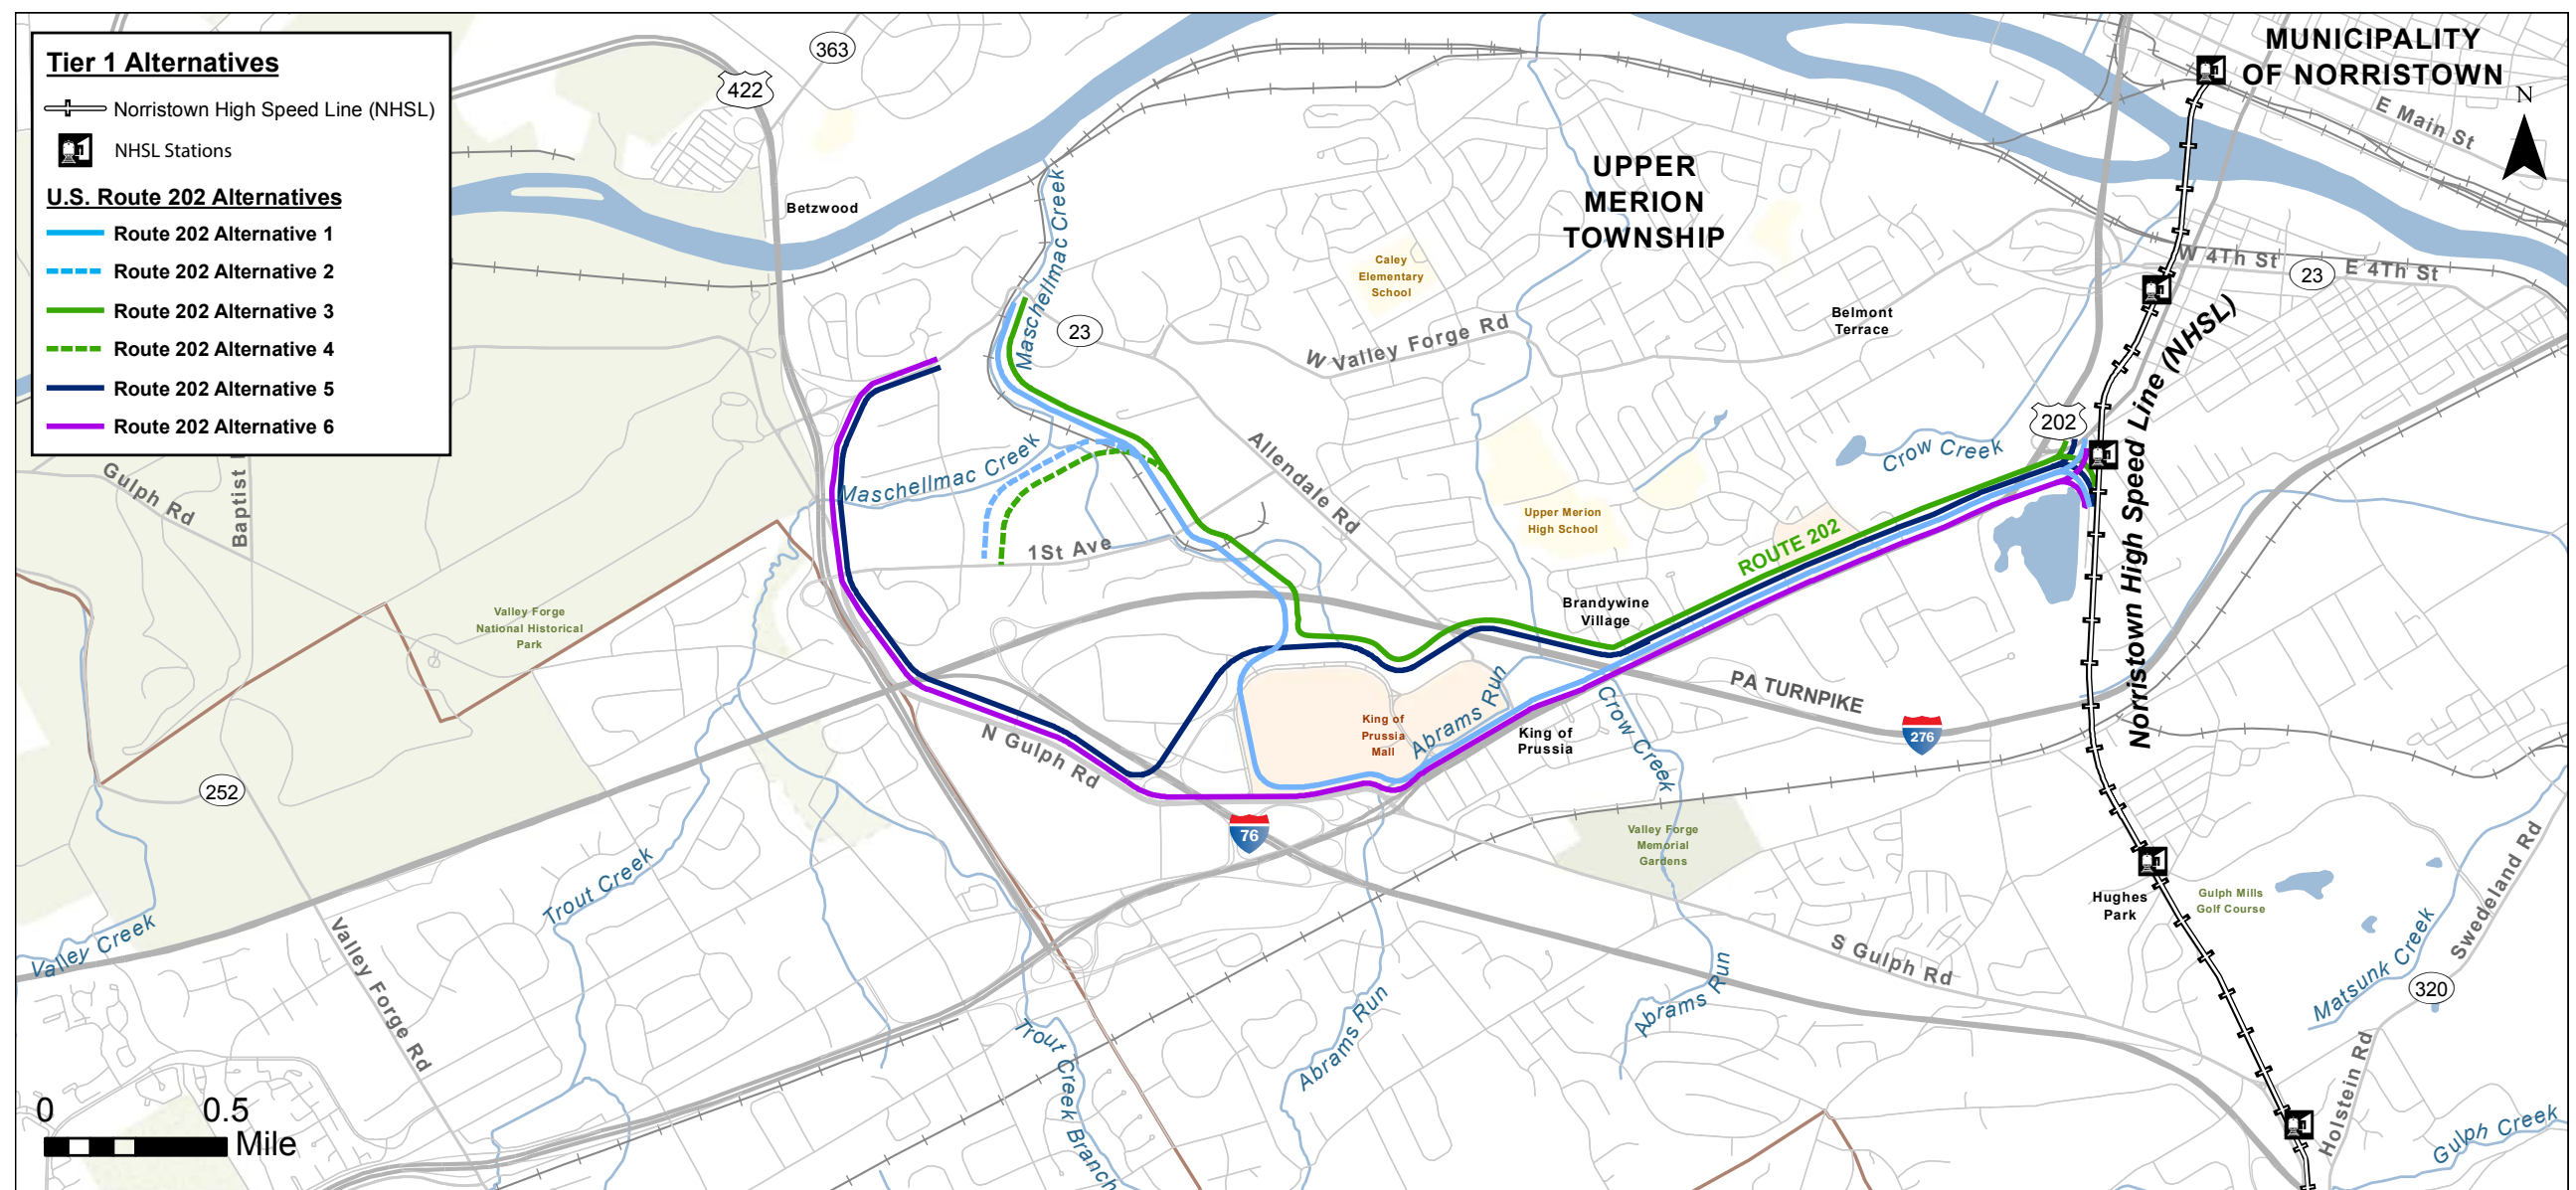 Tier 1 Alternatives
Norristown High Speed Line (NHSL)
NHSL Stations
U.S. Route 202 Alternatives
Route 202 Alternative 1
Route 202 Alternative 2
Route 202 Alternative 3
Route 202 Alternative 4
Route 202 Alternative 5
Route 202 Alternative 6
363
422
MUNICIPALITY
OF NORRISTOWN
N
E Main St
UPPER
MERION
TOWNSHIP
Betzwood
Maschellmac Creek
Caley
Elementary
School
W 4Th St
E 4Th St
23
23
Belmont
Terrace
W Valley Forge Rd
Norristown High Speed Line (NHSL)
202
Allendale Rd
Crow Creek
Maschellmac Creek
Gulph Rd
Baptist
Upper Merion
High School
ROUTE 202
1St Ave
Brandywine
Village
Valley Forge
National Historical
Park
PA TURNPIKE
276
King of
Prussia
Mall
Abrams Run
King of
Prussia
Crow Creek
N Gulph Rd
252
76
Valley Forge
Memorial
Gardens
Trout Creek
Valley Creek
Valley Forge Rd
Hughes
Park
Gulph Mills
Golf Course
Swedeland Rd
S Gulph Rd
Matsunk Creek
320
Abrams Run
Abrams Run
Trout Creek Branch
Holstein Rd
Gulph Creek
0 0.5
Mile